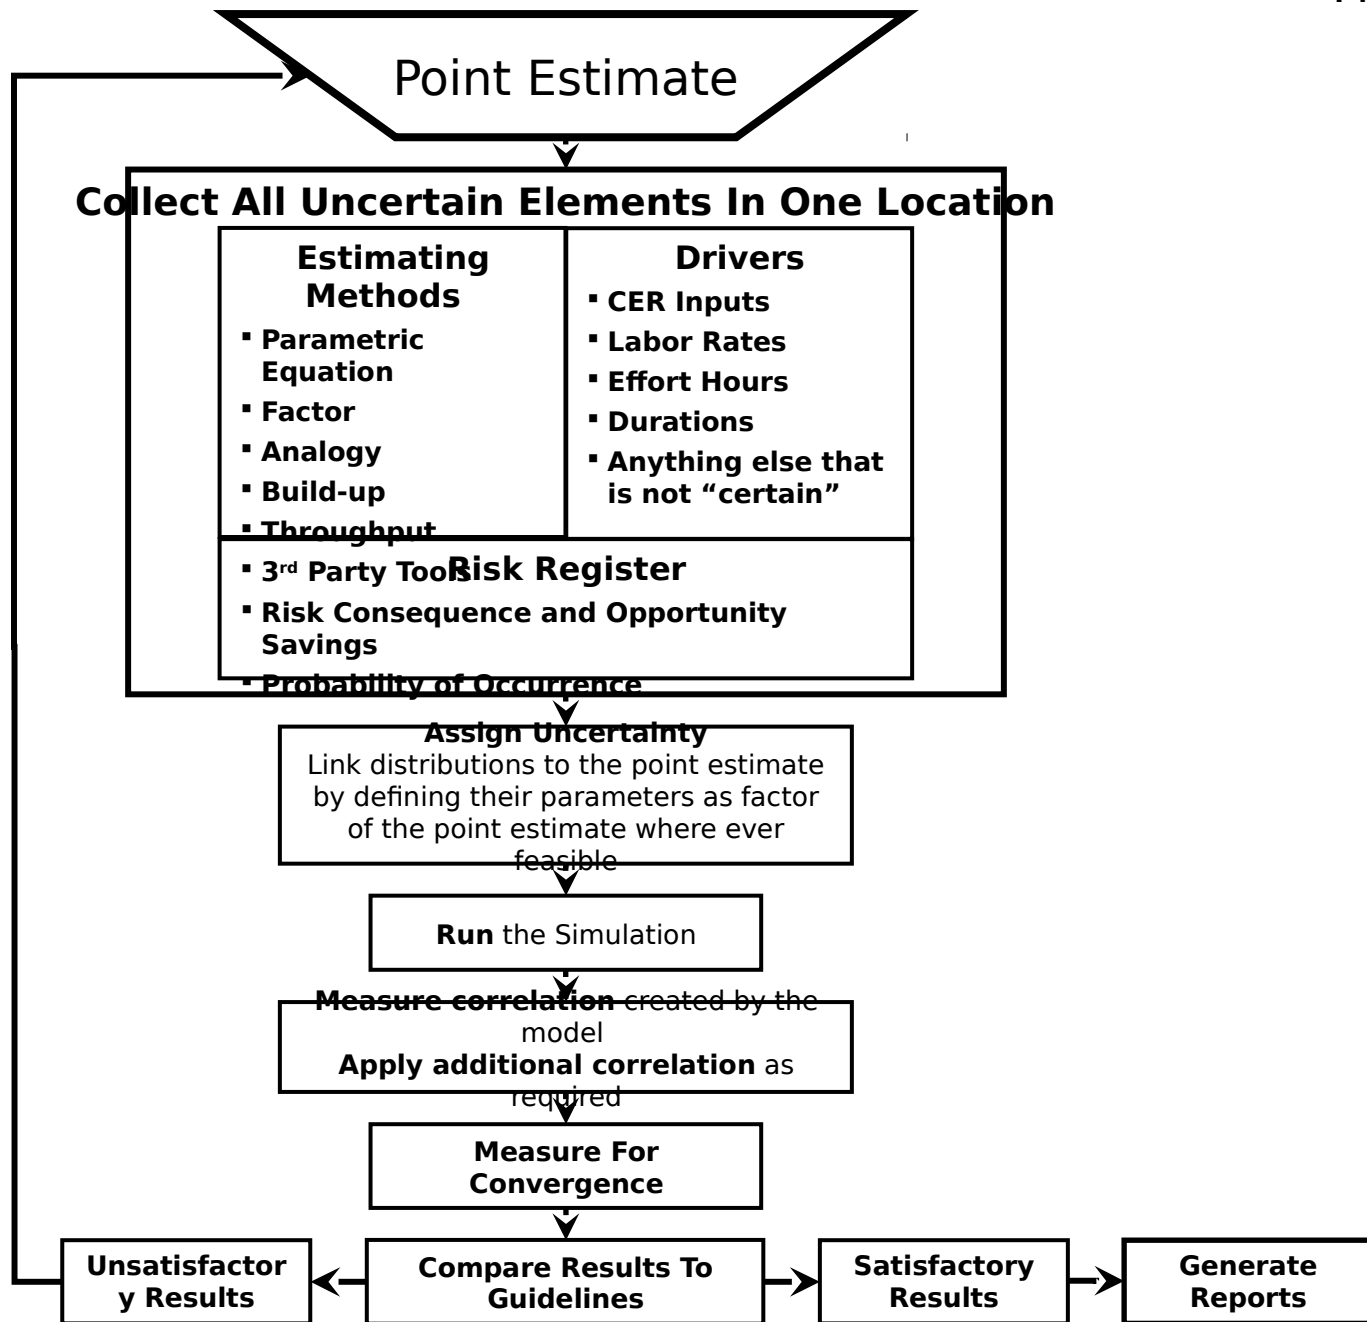 Point Estimate
Collect All Uncertain Elements In One Location
Estimating
Methods
▪ Parametric
Equation
▪ Factor
▪ Analogy
▪ Build-up
▪ Throughput
▪ 3rd Party Tools
Drivers
▪ CER Inputs
▪ Labor Rates
▪ Effort Hours
▪ Durations
▪ Anything else that
is not “certain”
Risk Register
▪ Risk Consequence and Opportunity
Savings
▪ Probability of Occurrence
Assign Uncertainty
Link distributions to the point estimate
by defining their parameters as factor
of the point estimate where ever
feasible
Run the Simulation
Measure correlation created by the
model
Apply additional correlation as
required
Measure For
Convergence
Unsatisfactor
y Results
Compare Results To
Guidelines
Satisfactory
Results
Generate
Reports